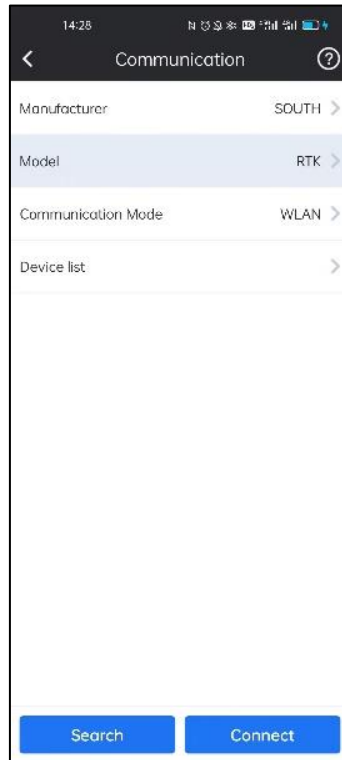 14:28
Communication
Manufacturer SOUTH
Model RTK
Communication Mode WLAN
Device list
Search Connect